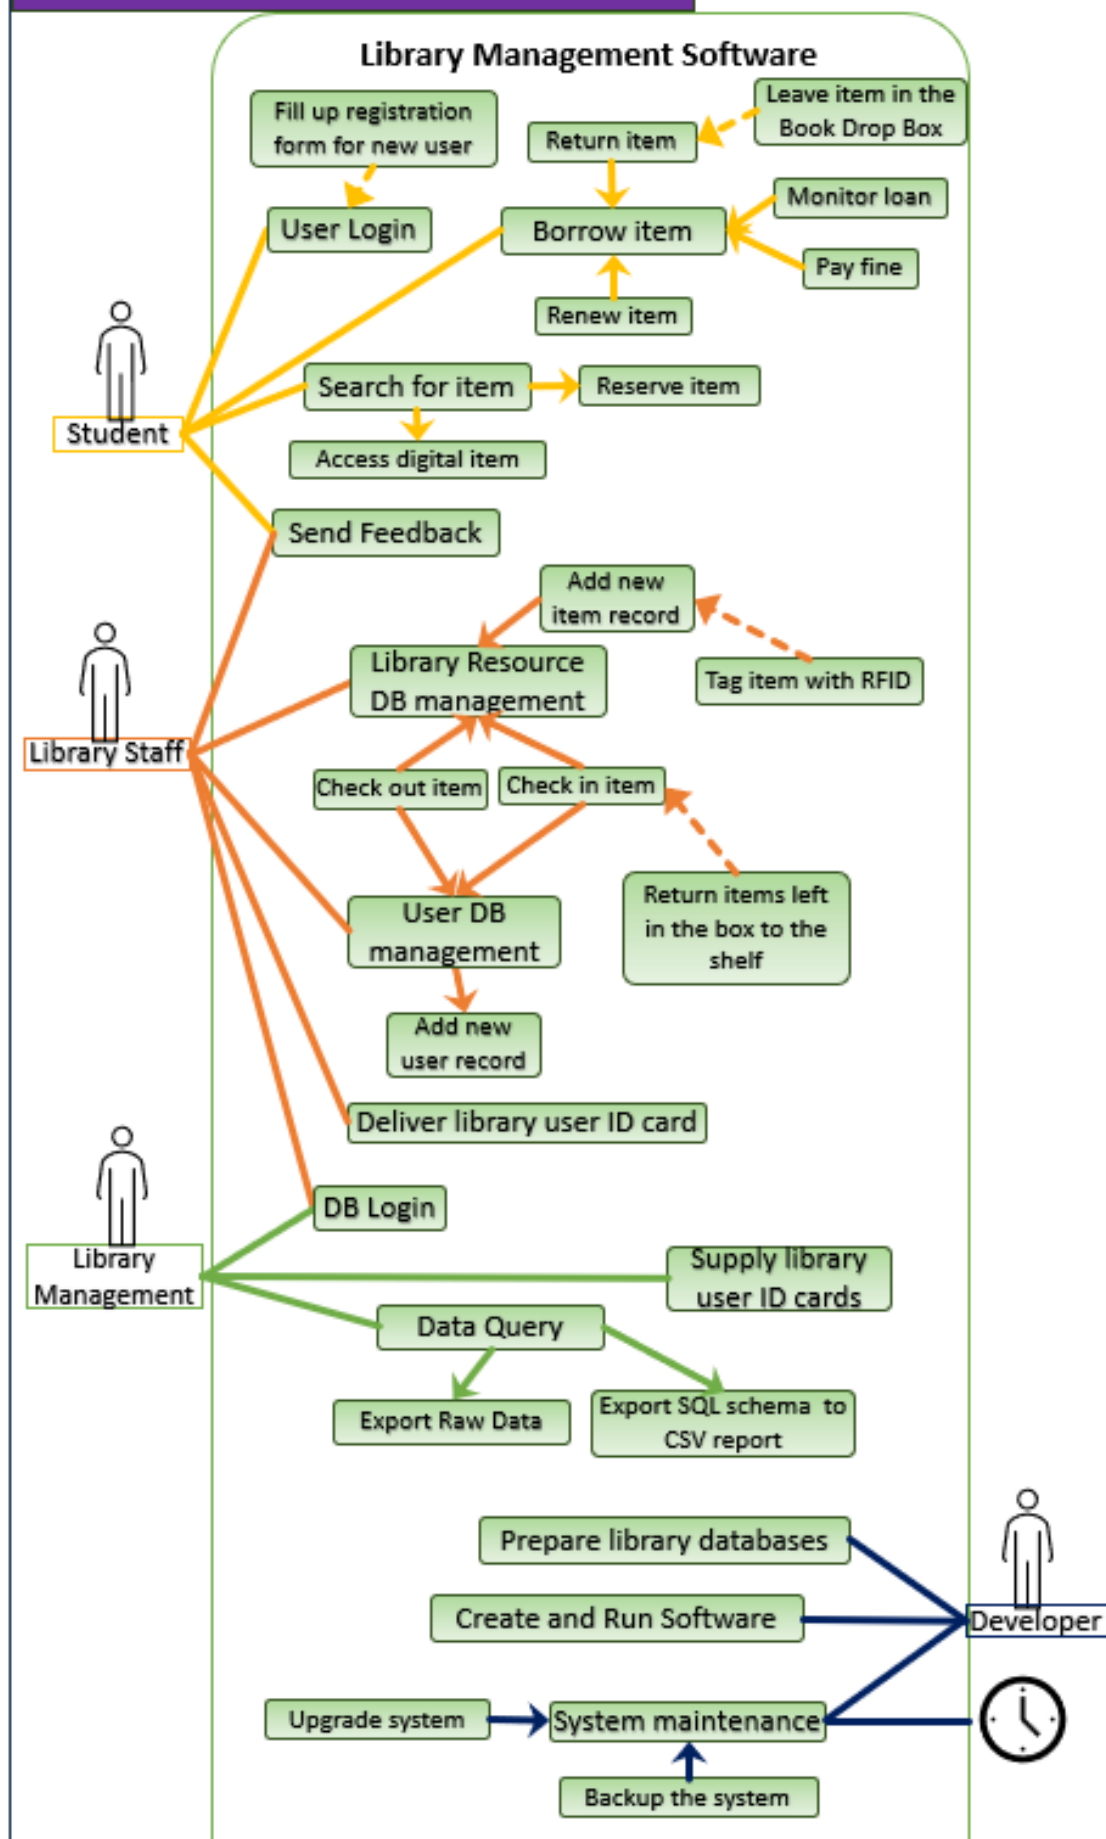 Library Management Software
Fill up registration
form for new user
Leave item in the
Book Drop Box
Return item
Monitor loan
User Login
Borrow item
Pay fine
Renew item
Search for item
Reserve item
Student
Access digital item
Send Feedback
Add new
item record
Library Resource
DB management
Tag item with RFID
Library Staff
Check out item
Check in item
Return items left
in the box to the
shelf
User DB
management
Add new
user record
Deliver library user ID card
DB Login
Library
Management
Supply library
user ID cards
Data Query
Export Raw Data
Export SQL schema to
CSV report
Prepare library databases
Create and Run Software
Developer
Upgrade system
System maintenance
Backup the system